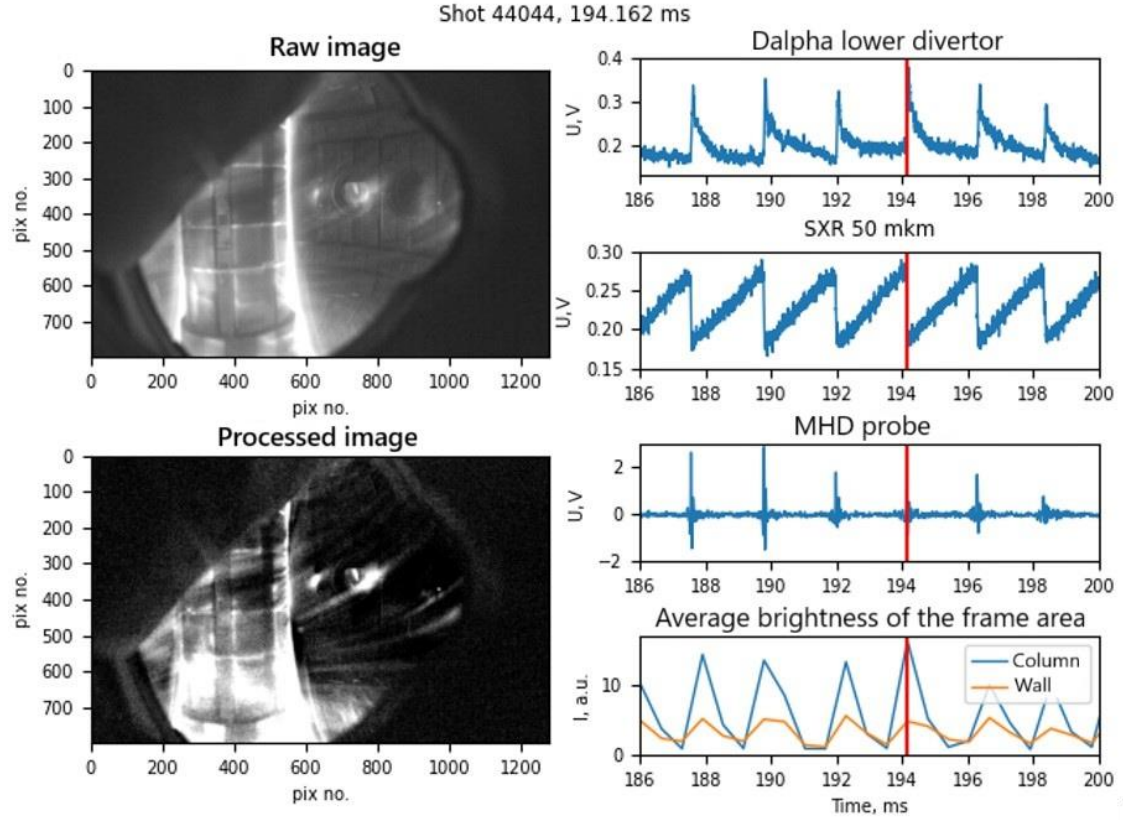 Shot 44044, 194.162 ms
Raw image
0
100
200
300
400
500
600
700
pix no.
0 200 400 600 800 1000 1200
pix no.
Processed image
0
100
200
300
400
500
600
700
pix no.
0 200 400 600 800 1000 1200
pix no.
Dalpha lower divertor
0.4
0.3
0.2
U,V
186 188 190 192 194 196 198 200
SXR 50 mkm
0.30
0.25
0.20
0.15
U,V
186 188 190 192 194 196 198 200
MHD probe
2
0
−2
U,V
186 188 190 192 194 196 198 200
Average brightness of the frame area
10
0
I, a.u.
Column
Wall
186 188 190 192 194 196 198 200
Time, ms